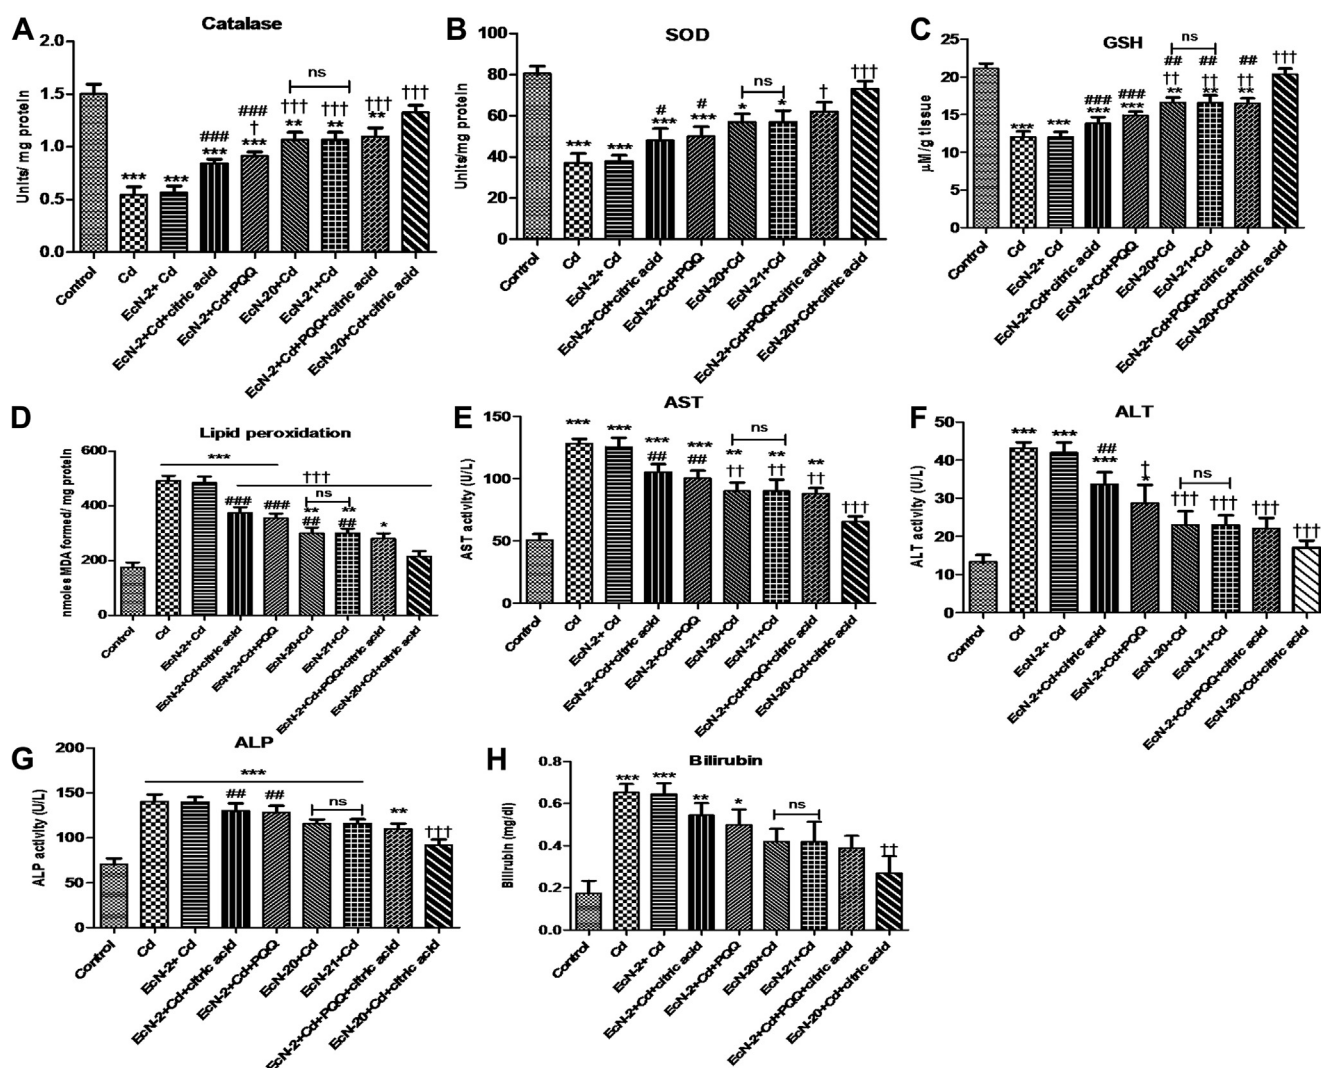 A
Catalase
Units/ mg protein
2.0
1.5
1.0
0.5
0.0
***
***
###
***
###
†
***
†††
**
ns
†††
**
†††
**
†††
Control
Cd
EcN-2+ Cd
EcN-2+Cd+citric acid
EcN-2+Cd+PQQ
EcN-20+Cd
EcN-21+Cd
EcN-2+Cd+PQQ+citric acid
EcN-20+Cd+citric acid
B
SOD
Units/mg protein
100
80
60
40
20
0
***
***
#
***
#
***
*
ns
*
†
†††
Control
Cd
EcN-2+ Cd
EcN-2+Cd+citric acid
EcN-2+Cd+PQQ
EcN-20+Cd
EcN-21+Cd
EcN-2+Cd+PQQ+citric acid
EcN-20+Cd+citric acid
C
GSH
µM/g tissue
25
20
15
10
5
0
***
***
###
***
###
***
ns
##
††
**
##
††
**
##
††
**
†††
Control
Cd
EcN-2+ Cd
EcN-2+Cd+citric acid
EcN-2+Cd+PQQ
EcN-20+Cd
EcN-21+Cd
EcN-2+Cd+PQQ+citric acid
EcN-20+Cd+citric acid
D
Lipid peroxidation
nmoles MDA formed/ mg protein
600
400
200
0
***
†††
###
###
ns
**
##
**
##
*
Control
Cd
EcN-2+ Cd
EcN-2+Cd+citric acid
EcN-2+Cd+PQQ
EcN-20+Cd
EcN-21+Cd
EcN-2+Cd+PQQ+citric acid
EcN-20+Cd+citric acid
E
AST
AST activity (U/L)
150
100
50
0
***
***
***
##
***
##
ns
**
††
**
††
**
††
†††
Control
Cd
EcN-2+ Cd
EcN-2+Cd+citric acid
EcN-2+Cd+PQQ
EcN-20+Cd
EcN-21+Cd
EcN-2+Cd+PQQ+citric acid
EcN-20+Cd+citric acid
F
ALT
ALT activity (U/L)
50
40
30
20
10
0
***
***
##
***
†
*
ns
†††
†††
†††
†††
Control
Cd
EcN-2+ Cd
EcN-2+Cd+citric acid
EcN-2+Cd+PQQ
EcN-20+Cd
EcN-21+Cd
EcN-2+Cd+PQQ+citric acid
EcN-20+Cd+citric acid
G
ALP
ALP activity (U/L)
200
150
100
50
0
***
##
##
ns
**
†††
Control
Cd
EcN-2+ Cd
EcN-2+Cd+citric acid
EcN-2+Cd+PQQ
EcN-20+Cd
EcN-21+Cd
EcN-2+Cd+PQQ+citric acid
EcN-20+Cd+citric acid
H
Bilirubin
Bilirubin (mg/dl)
0.8
0.6
0.4
0.2
0.0
***
***
**
*
ns
††
Control
Cd
EcN-2+ Cd
EcN-2+Cd+citric acid
EcN-2+Cd+PQQ
EcN-20+Cd
EcN-21+Cd
EcN-2+Cd+PQQ+citric acid
EcN-20+Cd+citric acid